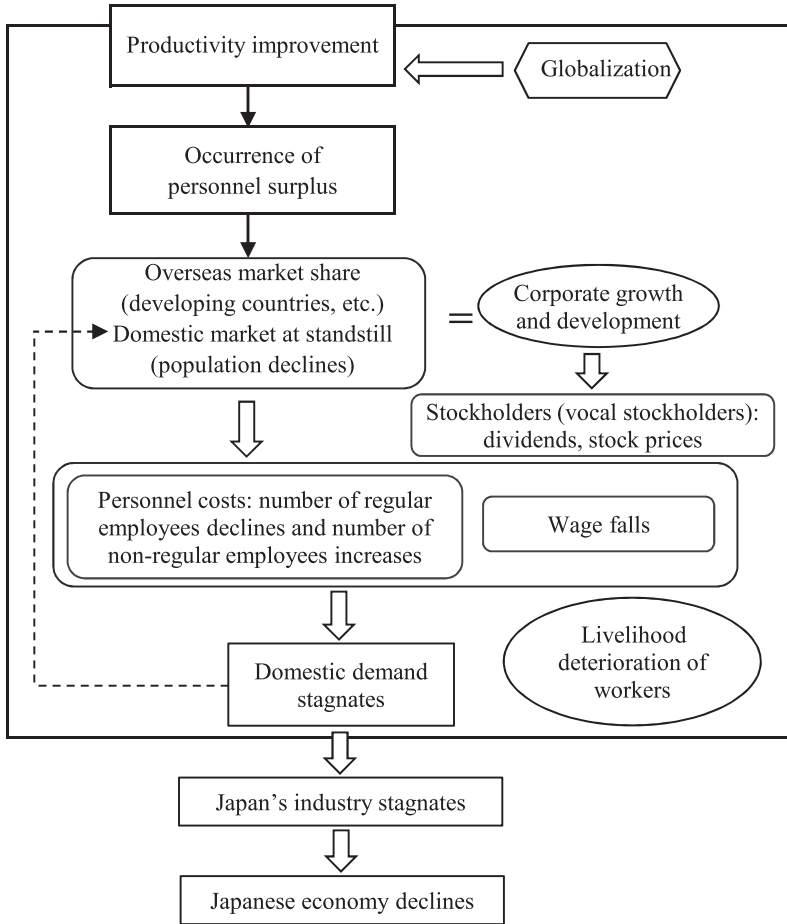 Productivity improvement
Globalization
Occurrence of
personnel surplus
Overseas market share
(developing countries, etc.)
Domestic market at standstill
(population declines)
=
Corporate growth
and development
Stockholders (vocal stockholders):
dividends, stock prices
Personnel costs: number of regular
employees declines and number of
non-regular employees increases
Wage falls
Livelihood
deterioration of
workers
Domestic demand
stagnates
Japan’s industry stagnates
Japanese economy declines